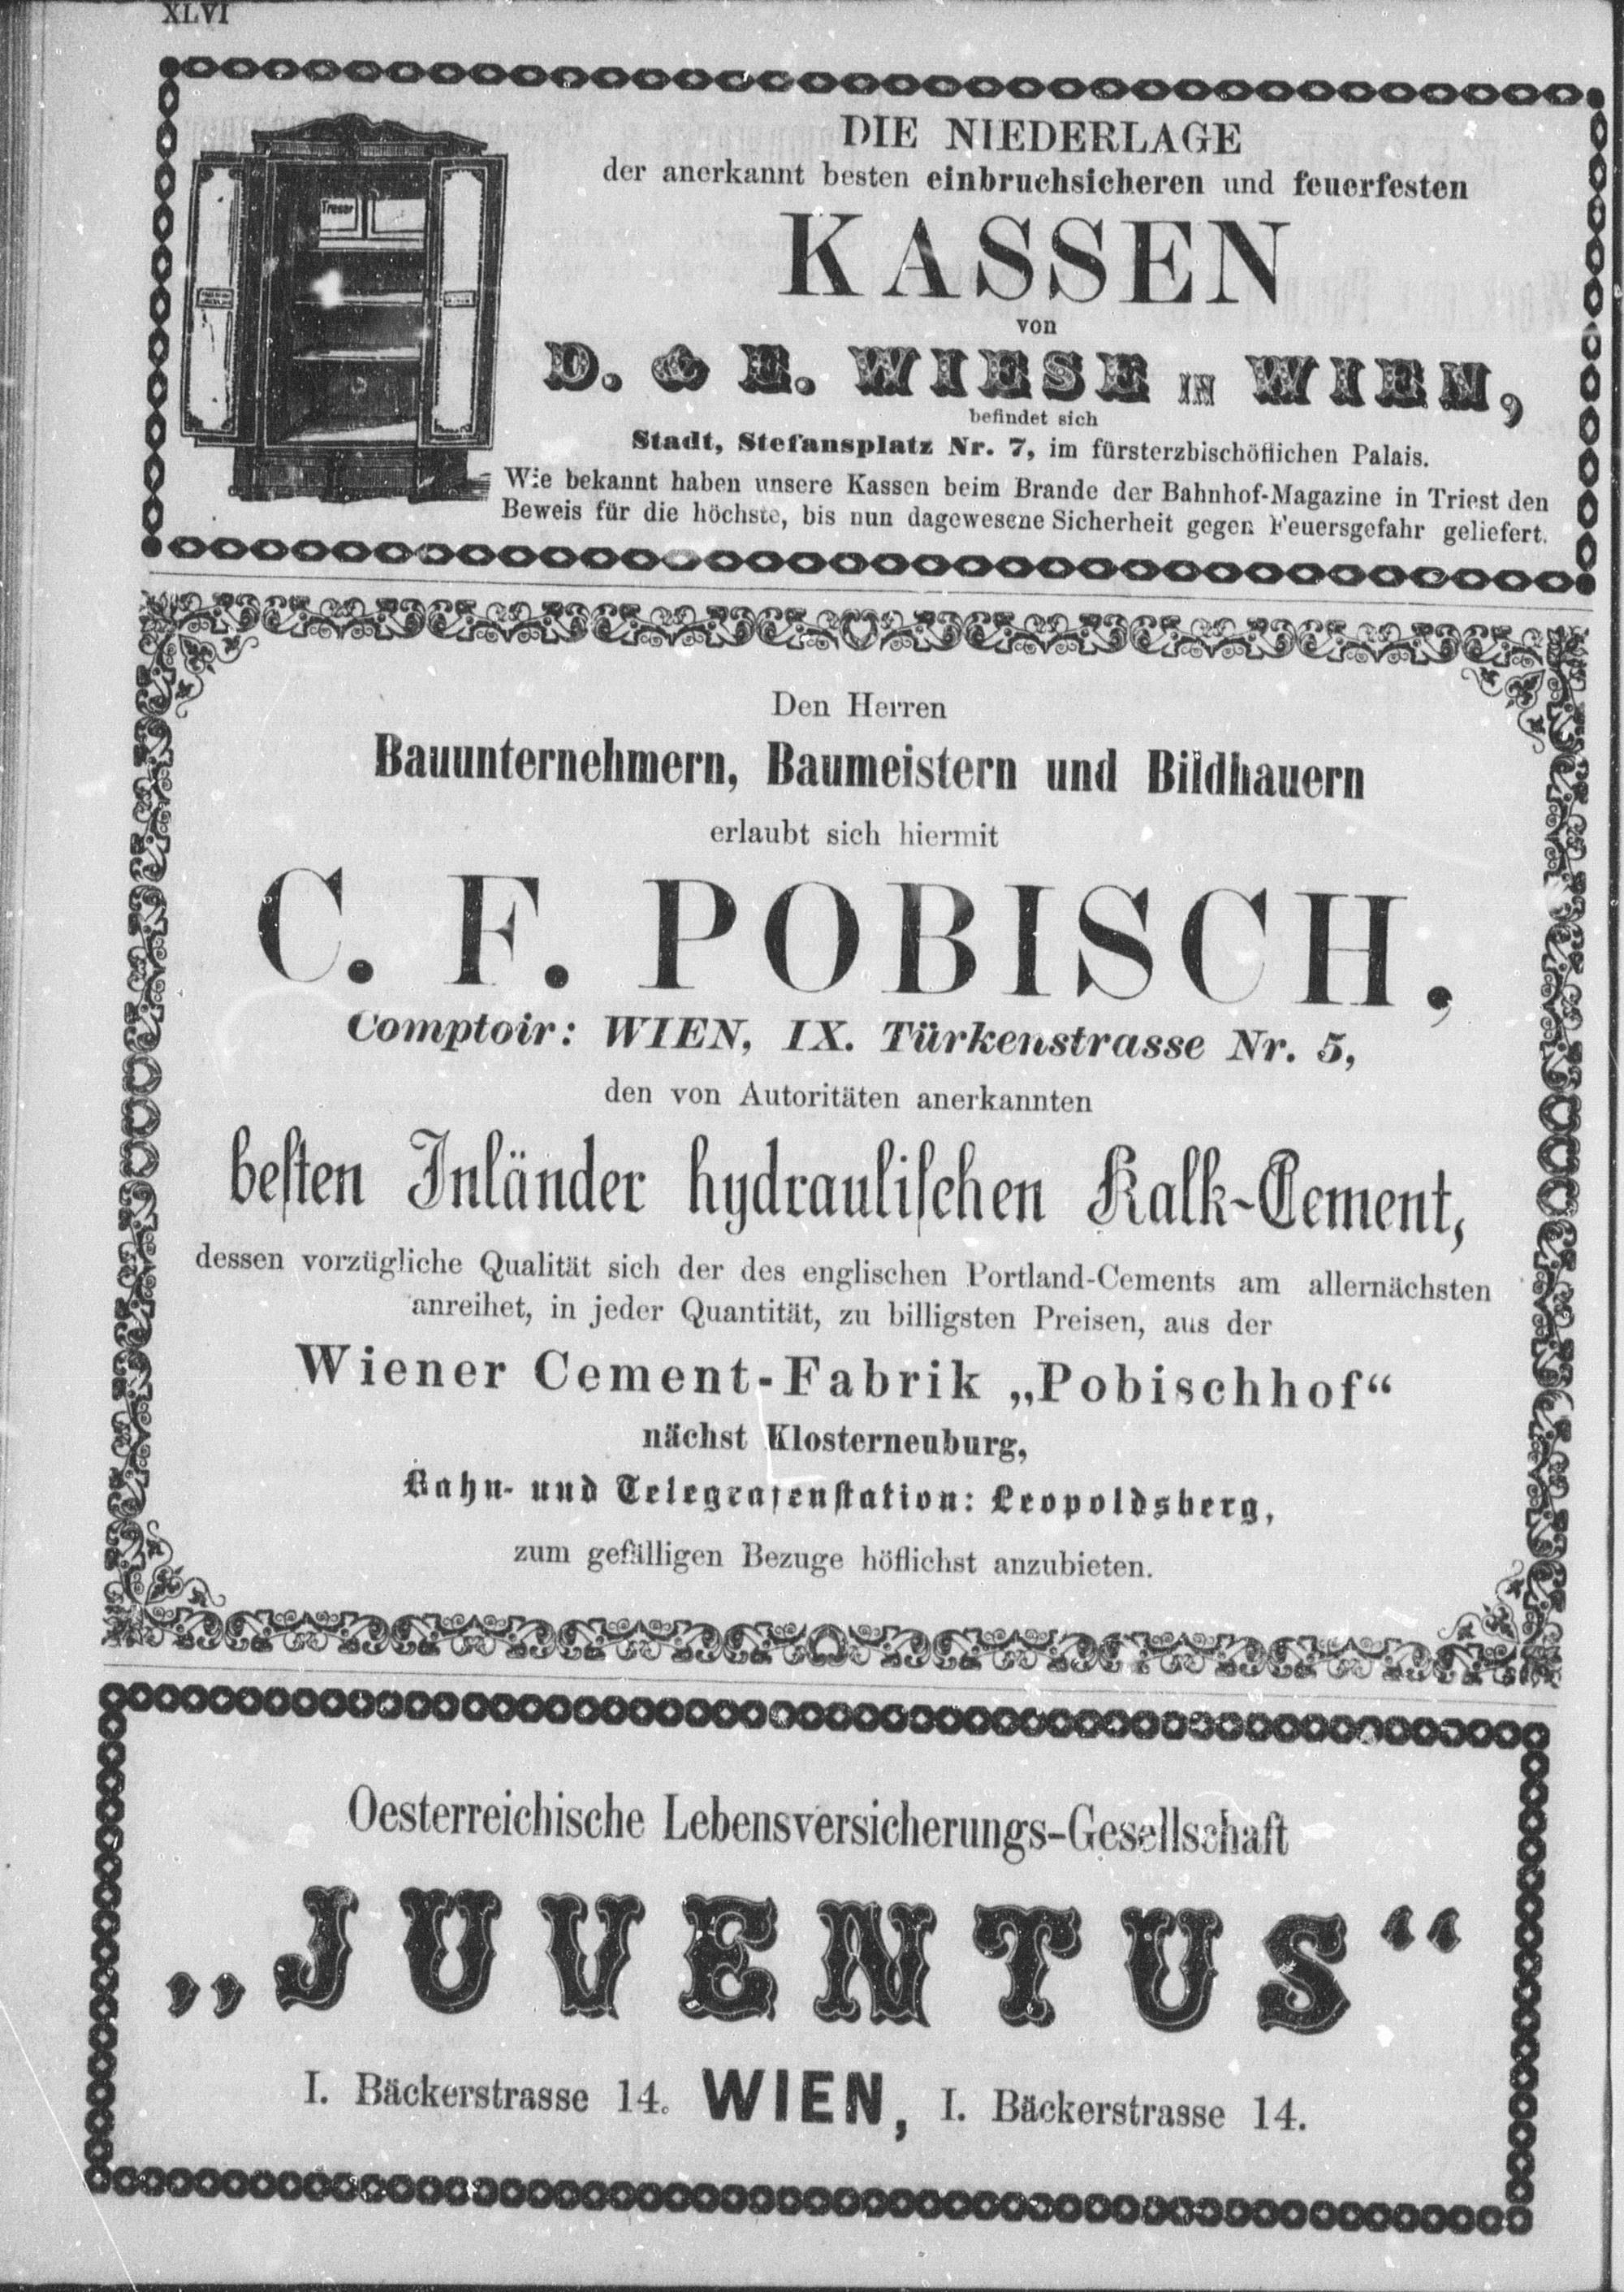 XLVI
Tresor
DIE NIEDERLAGE
der anerkannt besten einbruchsicheren und feuerfesten
KASSEN
von
D. & E. WIESE IN WIEN,
befindet sich
Stadt, Stefansplatz Nr. 7, im fürsterzbischöflichen Palais.
Wie bekannt haben unsere Kassen beim Brande der Bahnhof-Magazine in Triest den
Beweis für die höchste, bis nun dagewesene Sicherheit gegen Feuersgefahr geliefert.
Den Herren
Bauunternehmern, Baumeistern und Bildhauern
erlaubt sich hiermit
C. F. POBISCH,
Comptoir: WIEN, IX. Türkenstrasse Nr. 5,
den von Autoritäten anerkannten
beſten Inländer hydrauliſchen Kalk-Cement,
dessen vorzügliche Qualität sich der des englischen Portland-Cements am allernächsten
anreihet, in jeder Quantität, zu billigsten Preisen, aus der
Wiener Cement-Fabrik „Pobischhof“
nächst Klosterneuburg,
Bahn- und Telegrafenſtation: Leopoldsberg,
zum gefälligen Bezuge höflichst anzubieten.
Oesterreichische Lebensversicherungs-Gesellschaft
„JUVENTUS“
I. Bäckerstrasse 14. WIEN, I. Bäckerstrasse 14.